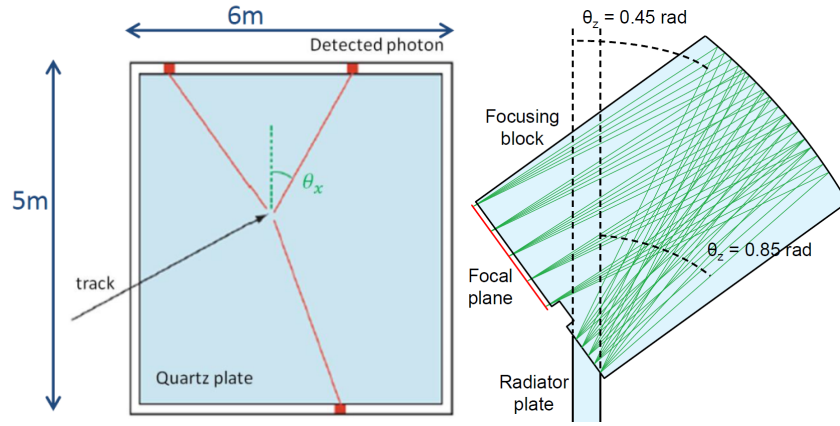 6m
Detected photon
5m
θx
track
Quartz plate
θz = 0.45 rad
Focusing
block
θz = 0.85 rad
Focal
plane
Radiator
plate